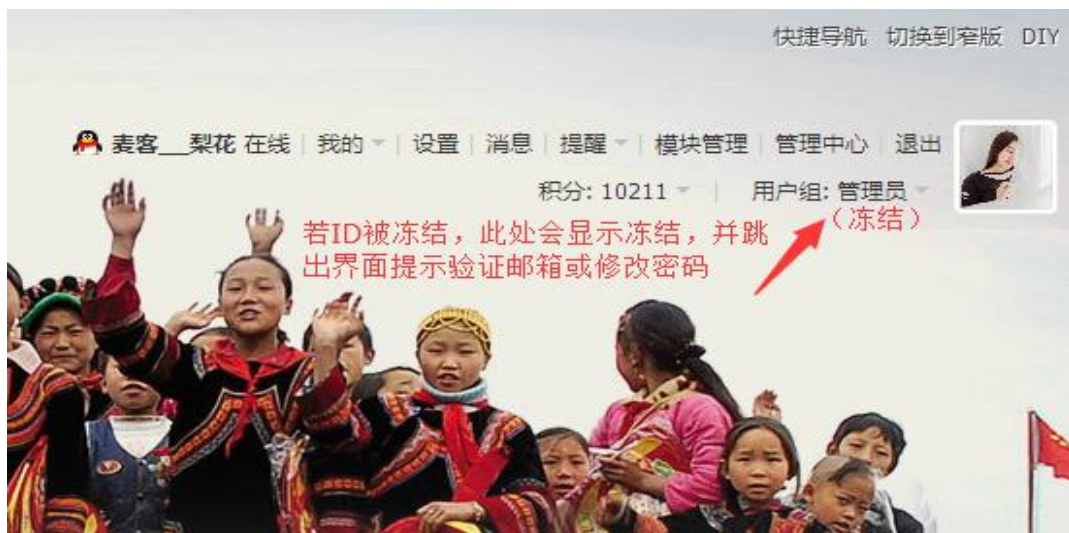 快捷导航 切换到窄版 DIY
麦客__梨花 在线 | 我的 | 设置 | 消息 | 提醒 | 模块管理 | 管理中心 | 退出
积分: 10211 | 用户组: 管理员
（冻结）
若ID被冻结，此处会显示冻结，并跳
出界面提示验证邮箱或修改密码